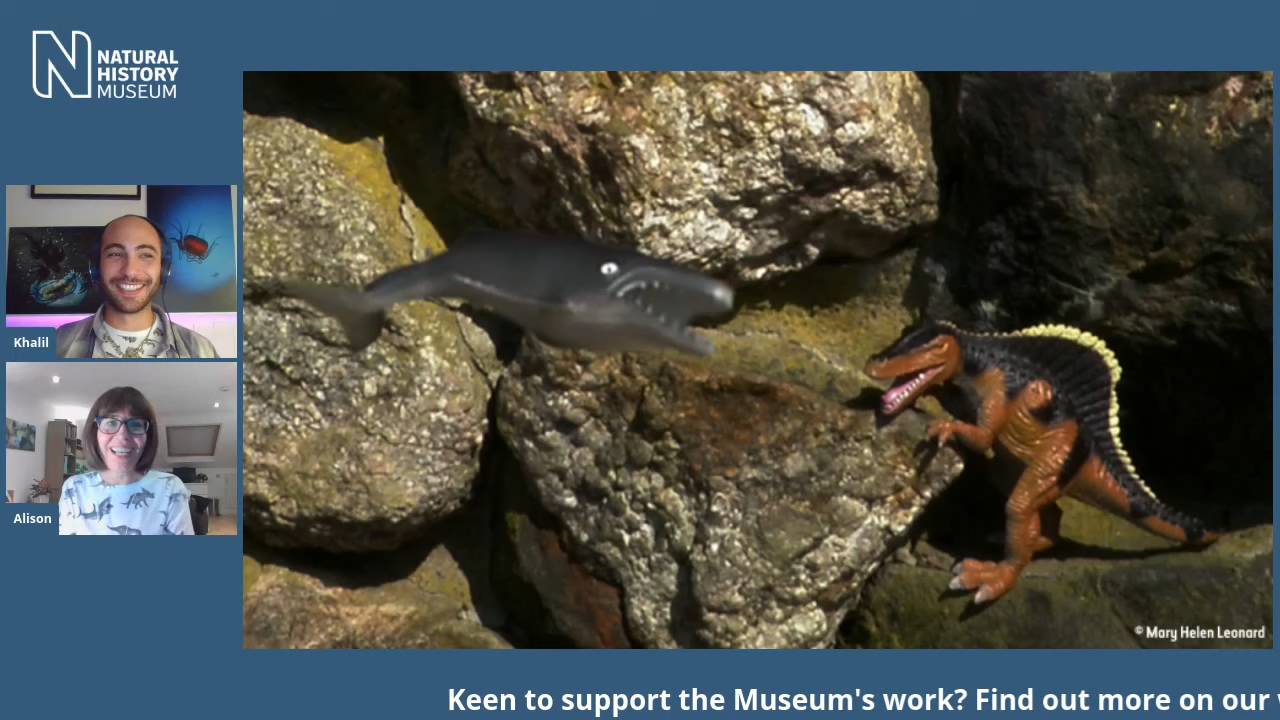 NATURAL
HISTORY
MUSEUM
Khalil
Alison
© Mary Helen Leonard
Keen to support the Museum's work? Find out more on our